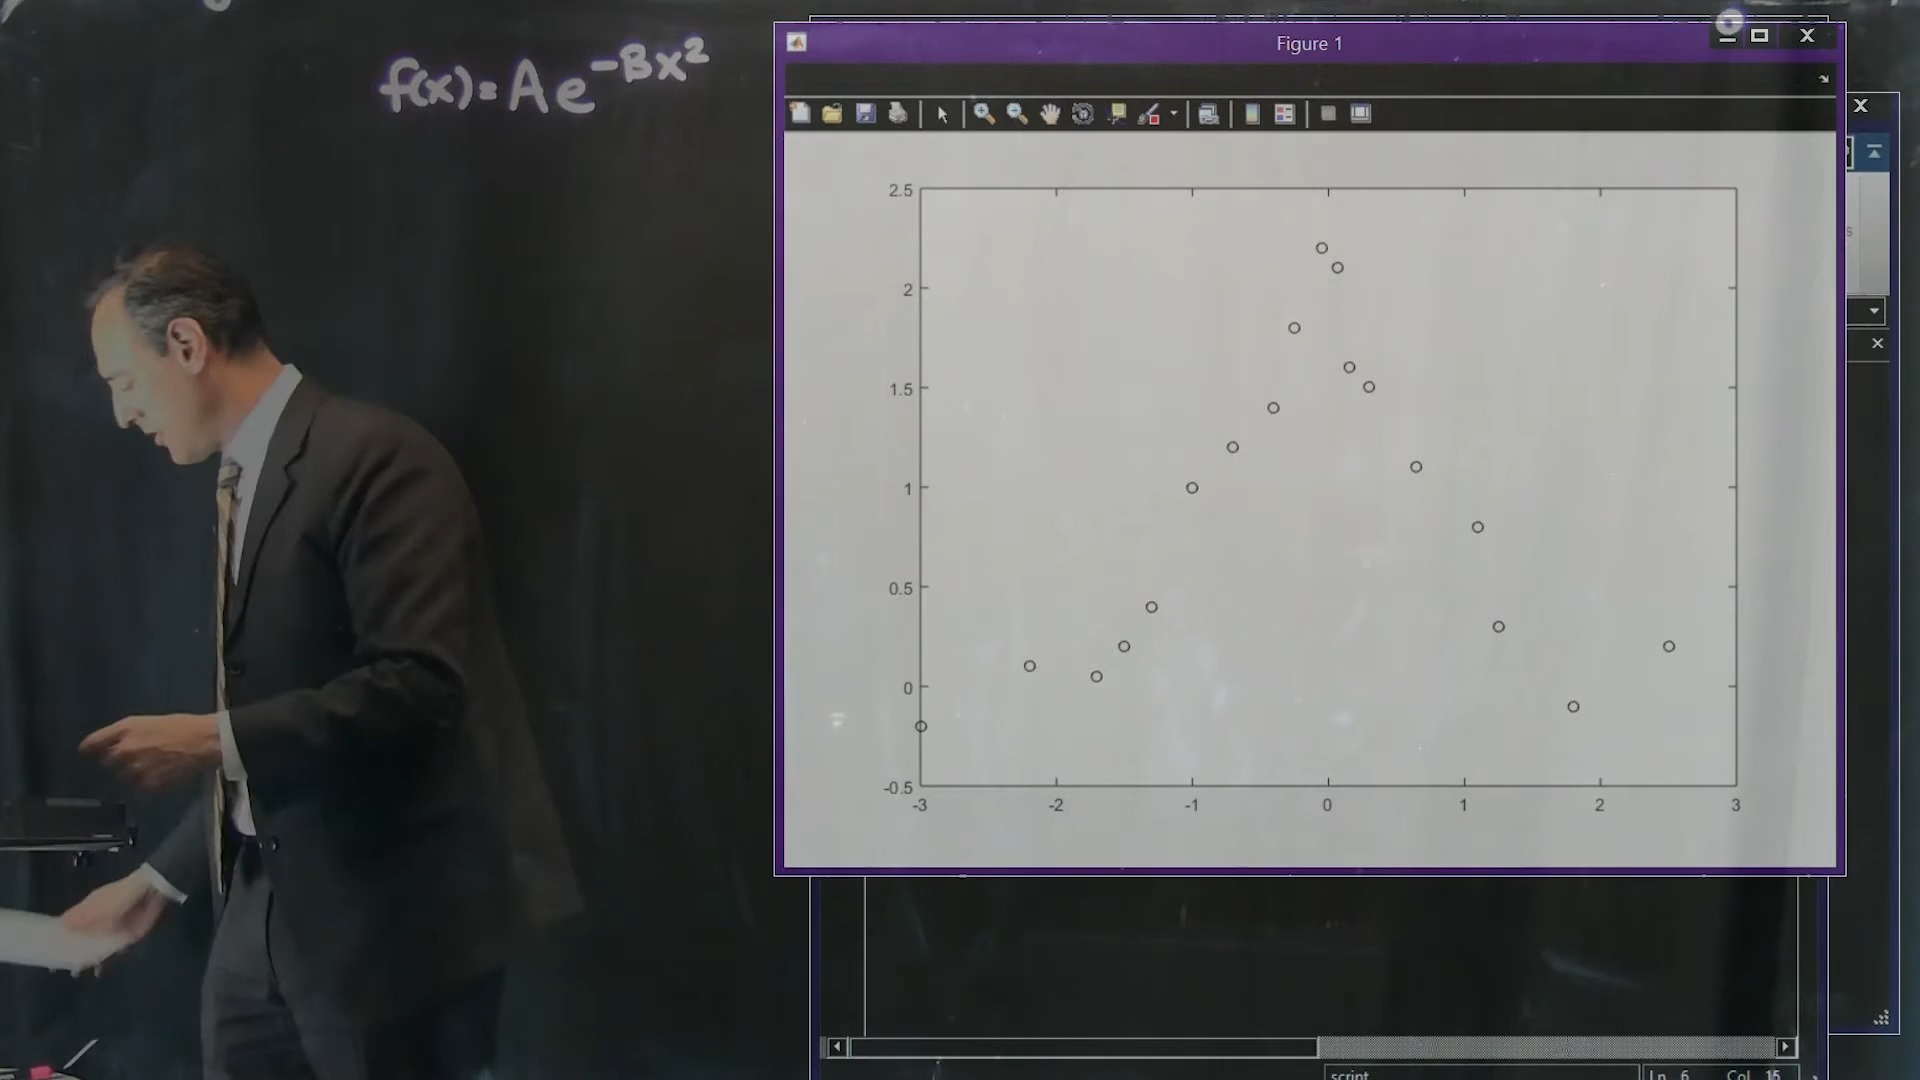 f(x)=Ae^{-Bx^2}
Figure 1
2.5
2
1.5
1
0.5
0
-0.5
-3 -2 -1 0 1 2 3
script Ln 6 Col 15